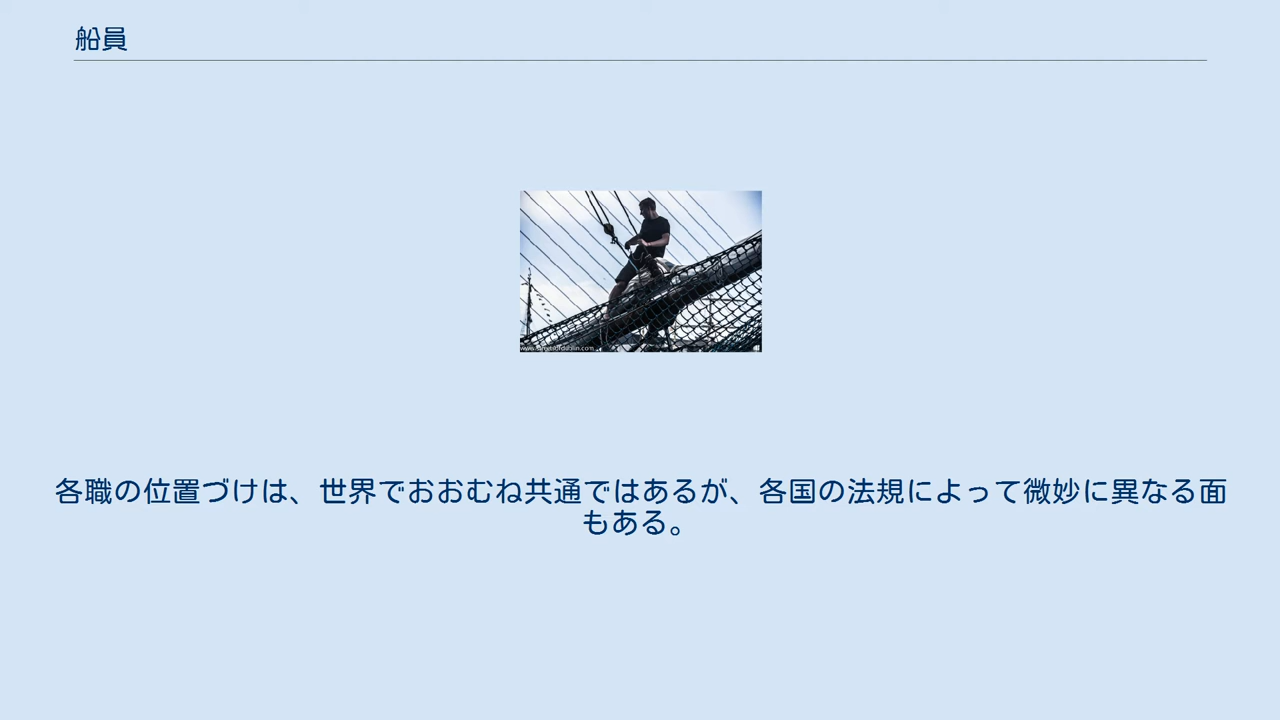 船員
各職の位置づけは、世界でおおむね共通ではあるが、各国の法規によって微妙に異なる面
もある。